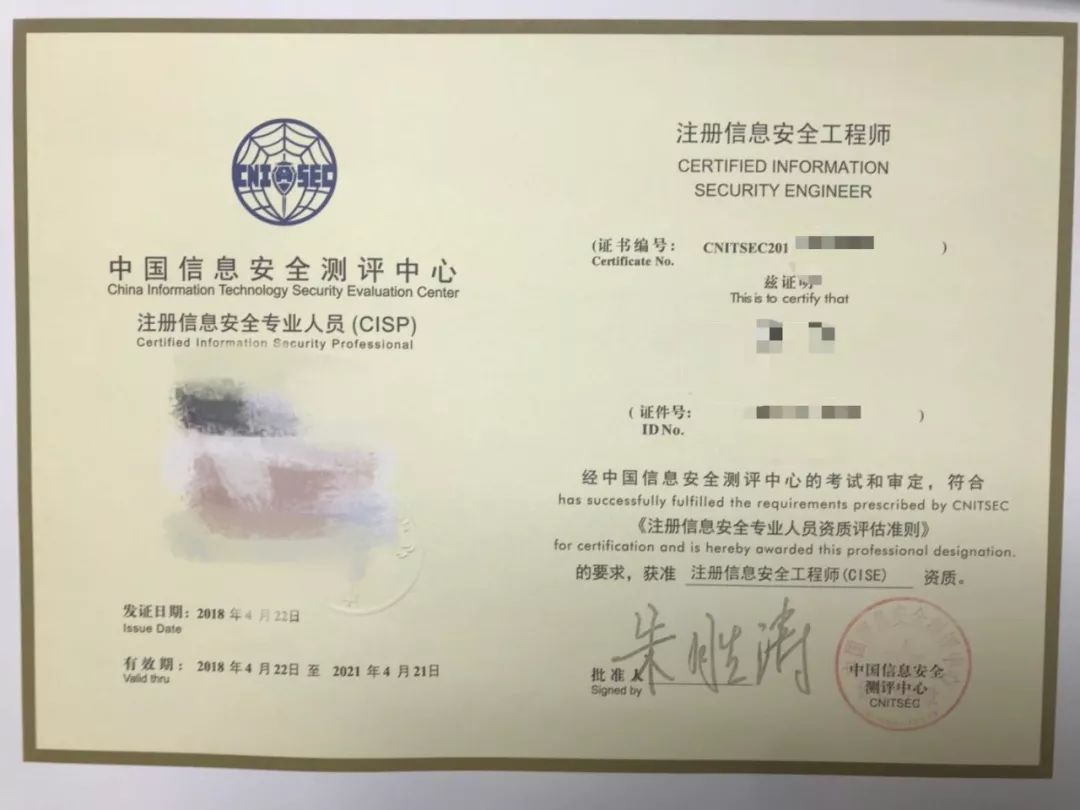 CNITSEC
中国信息安全测评中心
China Information Technology Security Evaluation Center
注册信息安全专业人员(CISP)
Certified Information Security Professional
发证日期：2018 年 4 月 22日
Issue Date
有效期：2018 年 4 月 22日 至 2021 年 4 月 21日
Valid thru
注册信息安全工程师
CERTIFIED INFORMATION
SECURITY ENGINEER
(证书编号： CNITSEC201 )
Certificate No.
兹证明
This is to certify that
(证件号： )
ID No.
经中国信息安全测评中心的考试和审定，符合
has successfully fulfilled the requirements prescribed by CNITSEC
《注册信息安全专业人员资质评估准则》
for certification and is hereby awarded this professional designation.
的要求，获准 注册信息安全工程师(CISE) 资质。
批准人 朱胜涛
Signed by
中国信息安全
测评中心
CNITSEC